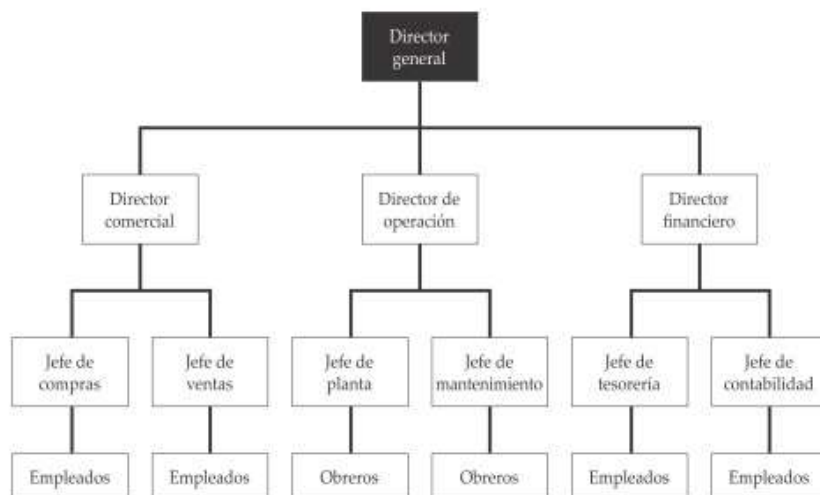 Director
general
Director
comercial
Director de
operación
Director
financiero
Jefe de
compras
Jefe de
ventas
Jefe de
planta
Jefe de
mantenimiento
Jefe de
tesorería
Jefe de
contabilidad
Empleados
Empleados
Obreros
Obreros
Empleados
Empleados